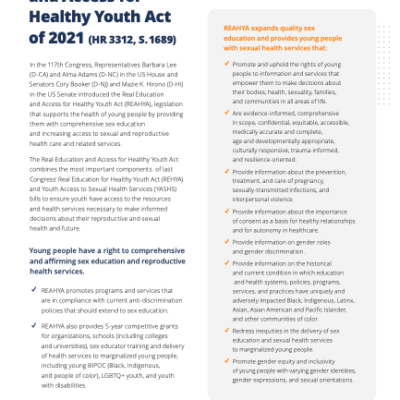 and Access for
Healthy Youth Act
of 2021 (HR 3312, S.1689)
In the 117th Congress, Representatives Barbara Lee
(D-CA) and Alma Adams (D-NC) in the US House and
Senators Cory Booker (D-NJ) and Mazie K. Hirono (D-HI)
in the US Senate introduced the Real Education
and Access for Healthy Youth Act (REAHYA), legislation
that supports the health of young people by providing
them with comprehensive sex education
and increasing access to sexual and reproductive
health care and related services.
The Real Education and Access for Healthy Youth Act
combines the most important components of last
Congress' Real Education for Healthy Youth Act (REHYA)
and Youth Access to Sexual Health Services (YASHS)
bills to ensure youth have access to the resources
and health services necessary to make informed
decisions about their reproductive and sexual
health and future.
Young people have a right to comprehensive
and affirming sex education and reproductive
health services.
✓ REAHYA promotes programs and services that
are in compliance with current anti-discrimination
policies that should extend to sex education.
✓ REAHYA also provides 5-year competitive grants
for organizations, schools (including colleges
and universities), sex educator training and delivery
of health services to marginalized young people,
including young BIPOC (Black, Indigenous,
and people of color), LGBTQ+ youth, and youth
with disabilities.
REAHYA expands quality sex
education and provides young people
with sexual health services that:
✓ Promote and uphold the rights of young
people to information and services that
empower them to make decisions about
their bodies, health, sexuality, families,
and communities in all areas of life.
✓ Are evidence-informed, comprehensive
in scope, confidential, equitable, accessible,
medically accurate and complete,
age and developmentally appropriate,
culturally responsive, trauma-informed,
and resilience-oriented.
✓ Provide information about the prevention,
treatment, and care of pregnancy,
sexually-transmitted infections, and
interpersonal violence.
✓ Provide information about the importance
of consent as a basis for healthy relationships
and for autonomy in healthcare.
✓ Provide information on gender roles
and gender discrimination.
✓ Provide information on the historical
and current condition in which education
and health systems, policies, programs,
services, and practices have uniquely and
adversely impacted Black, Indigenous, Latinx,
Asian, Asian American and Pacific Islander,
and other communities of color.
✓ Redress inequities in the delivery of sex
education and sexual health services
to marginalized young people.
✓ Promote gender equity and inclusivity
of young people with varying gender identities,
gender expressions, and sexual orientations.